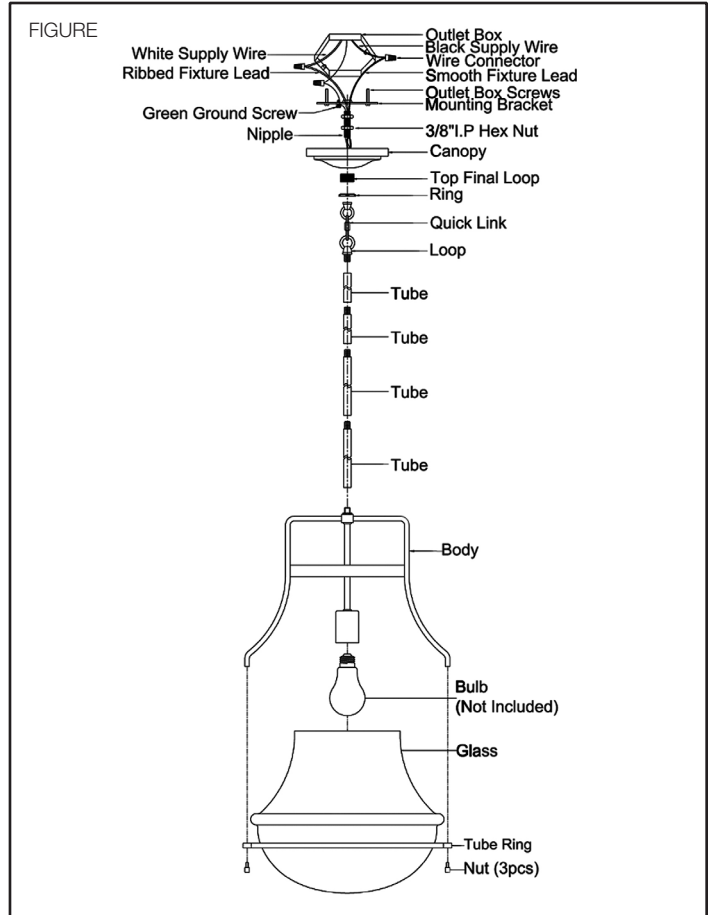 FIGURE
Outlet Box
White Supply Wire
Black Supply Wire
Wire Connector
Ribbed Fixture Lead
Smooth Fixture Lead
Outlet Box Screws
Mounting Bracket
Green Ground Screw
3/8"I.P Hex Nut
Nipple
Canopy
Top Final Loop
Ring
Quick Link
Loop
Tube
Tube
Tube
Tube
Body
Bulb
(Not Included)
Glass
Tube Ring
Nut (3pcs)